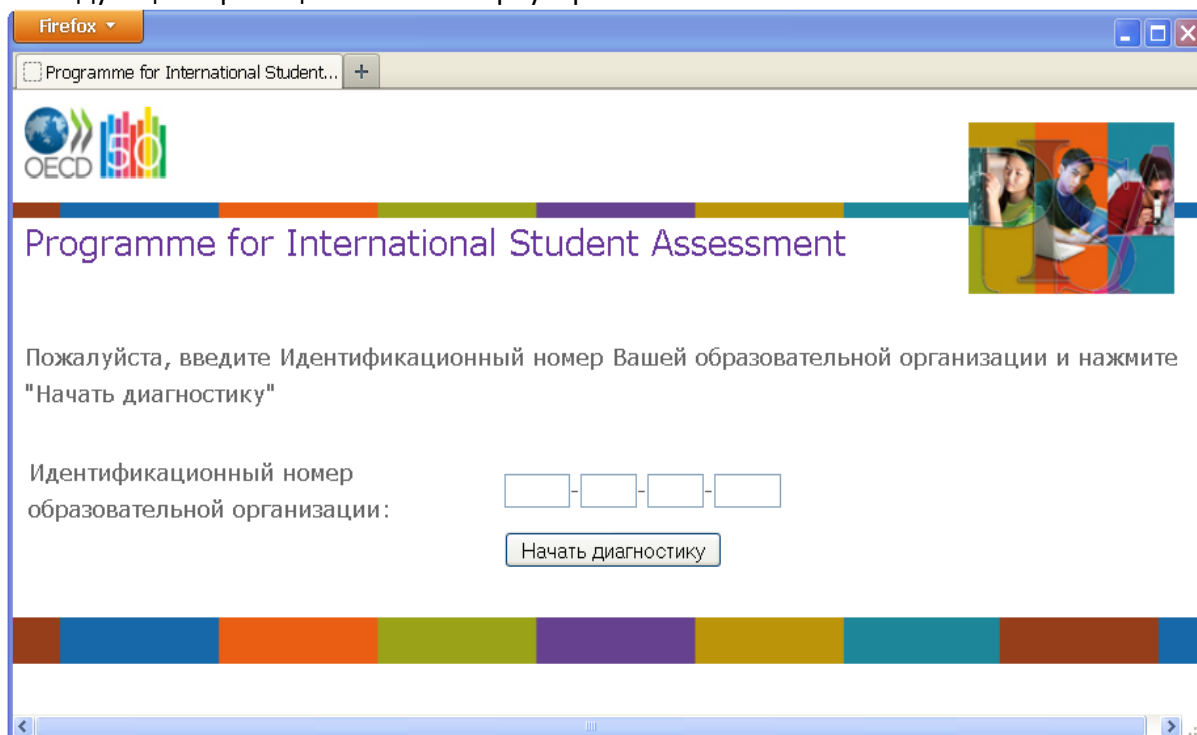 Firefox
Programme for International Student... +
OECD 50
PISA
Programme for International Student Assessment
Пожалуйста, введите Идентификационный номер Вашей образовательной организации и нажмите
"Начать диагностику"
Идентификационный номер
образовательной организации:
- - -
Начать диагностику